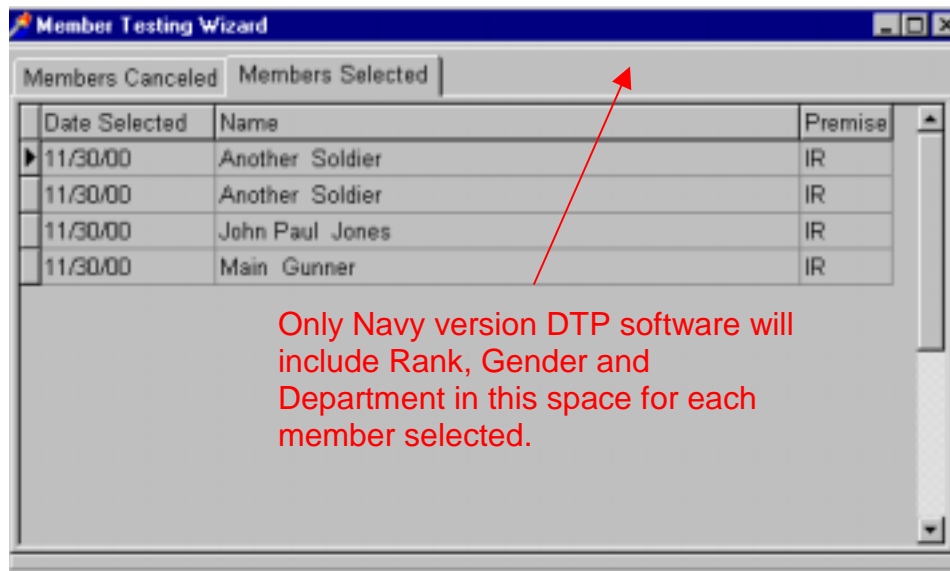 Member Testing Wizard
Members Canceled Members Selected
Date Selected Name Premise
11/30/00 Another Soldier IR
11/30/00 Another Soldier IR
11/30/00 John Paul Jones IR
11/30/00 Main Gunner IR
Only Navy version DTP software will
include Rank, Gender and
Department in this space for each
member selected.